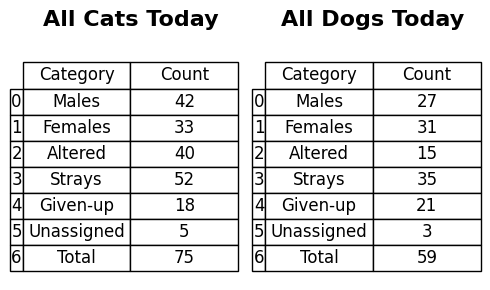 All Cats Today
Category Count
0 Males 42
1 Females 33
2 Altered 40
3 Strays 52
4 Given-up 18
5 Unassigned 5
6 Total 75
All Dogs Today
Category Count
0 Males 27
1 Females 31
2 Altered 15
3 Strays 35
4 Given-up 21
5 Unassigned 3
6 Total 59